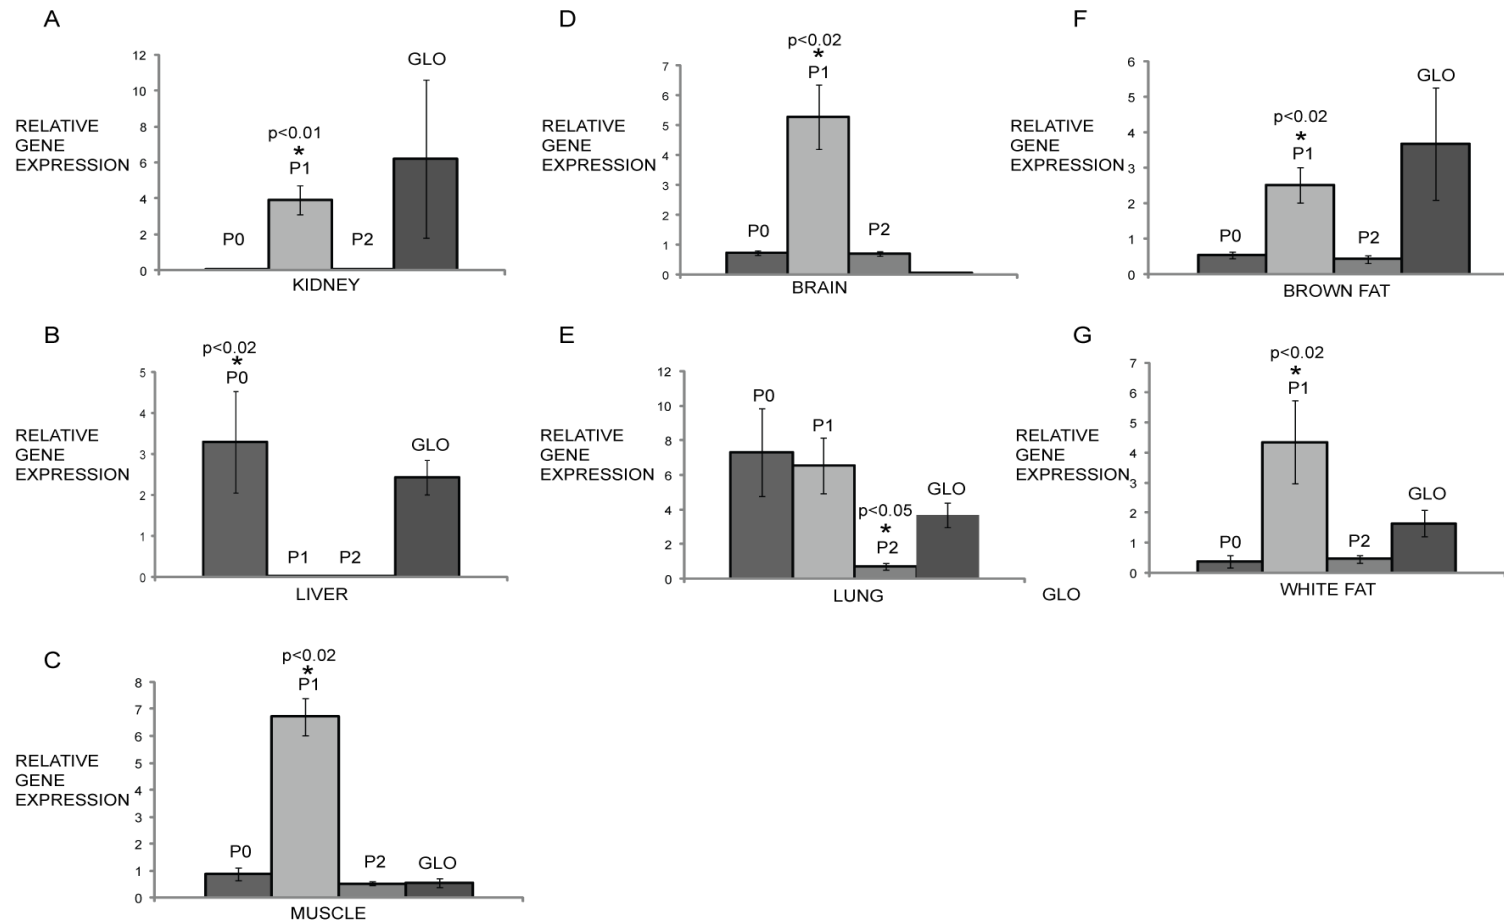 A
12
10
8
6
4
2
0
RELATIVE
GENE
EXPRESSION
p<0.01
*
P1
P0
P2
GLO
KIDNEY
B
5
4
3
2
1
0
RELATIVE
GENE
EXPRESSION
p<0.02
*
P0
P1
P2
GLO
LIVER
C
8
7
6
5
4
3
2
1
0
RELATIVE
GENE
EXPRESSION
p<0.02
*
P1
P0
P2
GLO
MUSCLE
D
7
6
5
4
3
2
1
0
RELATIVE
GENE
EXPRESSION
p<0.02
*
P1
P0
P2
BRAIN
E
12
10
8
6
4
2
0
RELATIVE
GENE
EXPRESSION
P0
P1
p<0.05
*
P2
GLO
LUNG
GLO
F
6
5
4
3
2
1
0
RELATIVE
GENE
EXPRESSION
p<0.02
*
P1
P0
P2
GLO
BROWN FAT
G
7
6
5
4
3
2
1
0
RELATIVE
GENE
EXPRESSION
p<0.02
*
P1
P0
P2
GLO
WHITE FAT